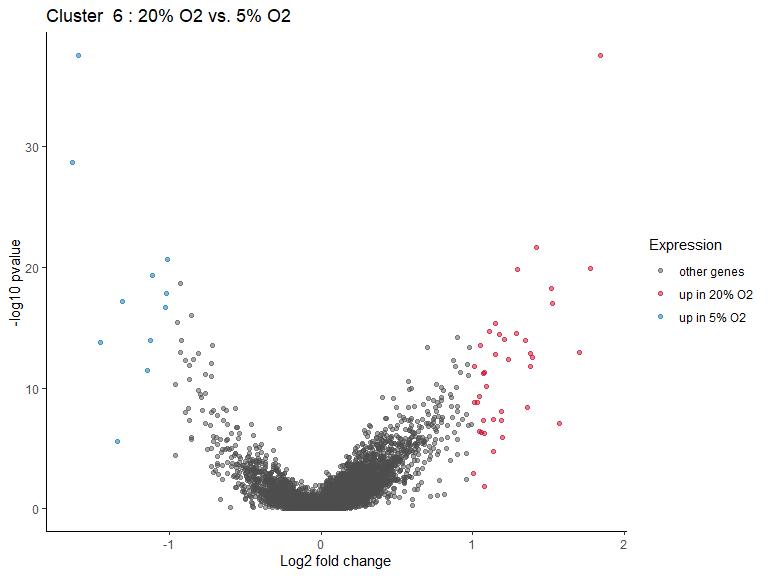 Cluster  6 : 20% O2 vs. 5% O2
30
20
10
0
-log10 pvalue
-1
0
1
2
Log2 fold change
Expression
other genes
up in 20% O2
up in 5% O2